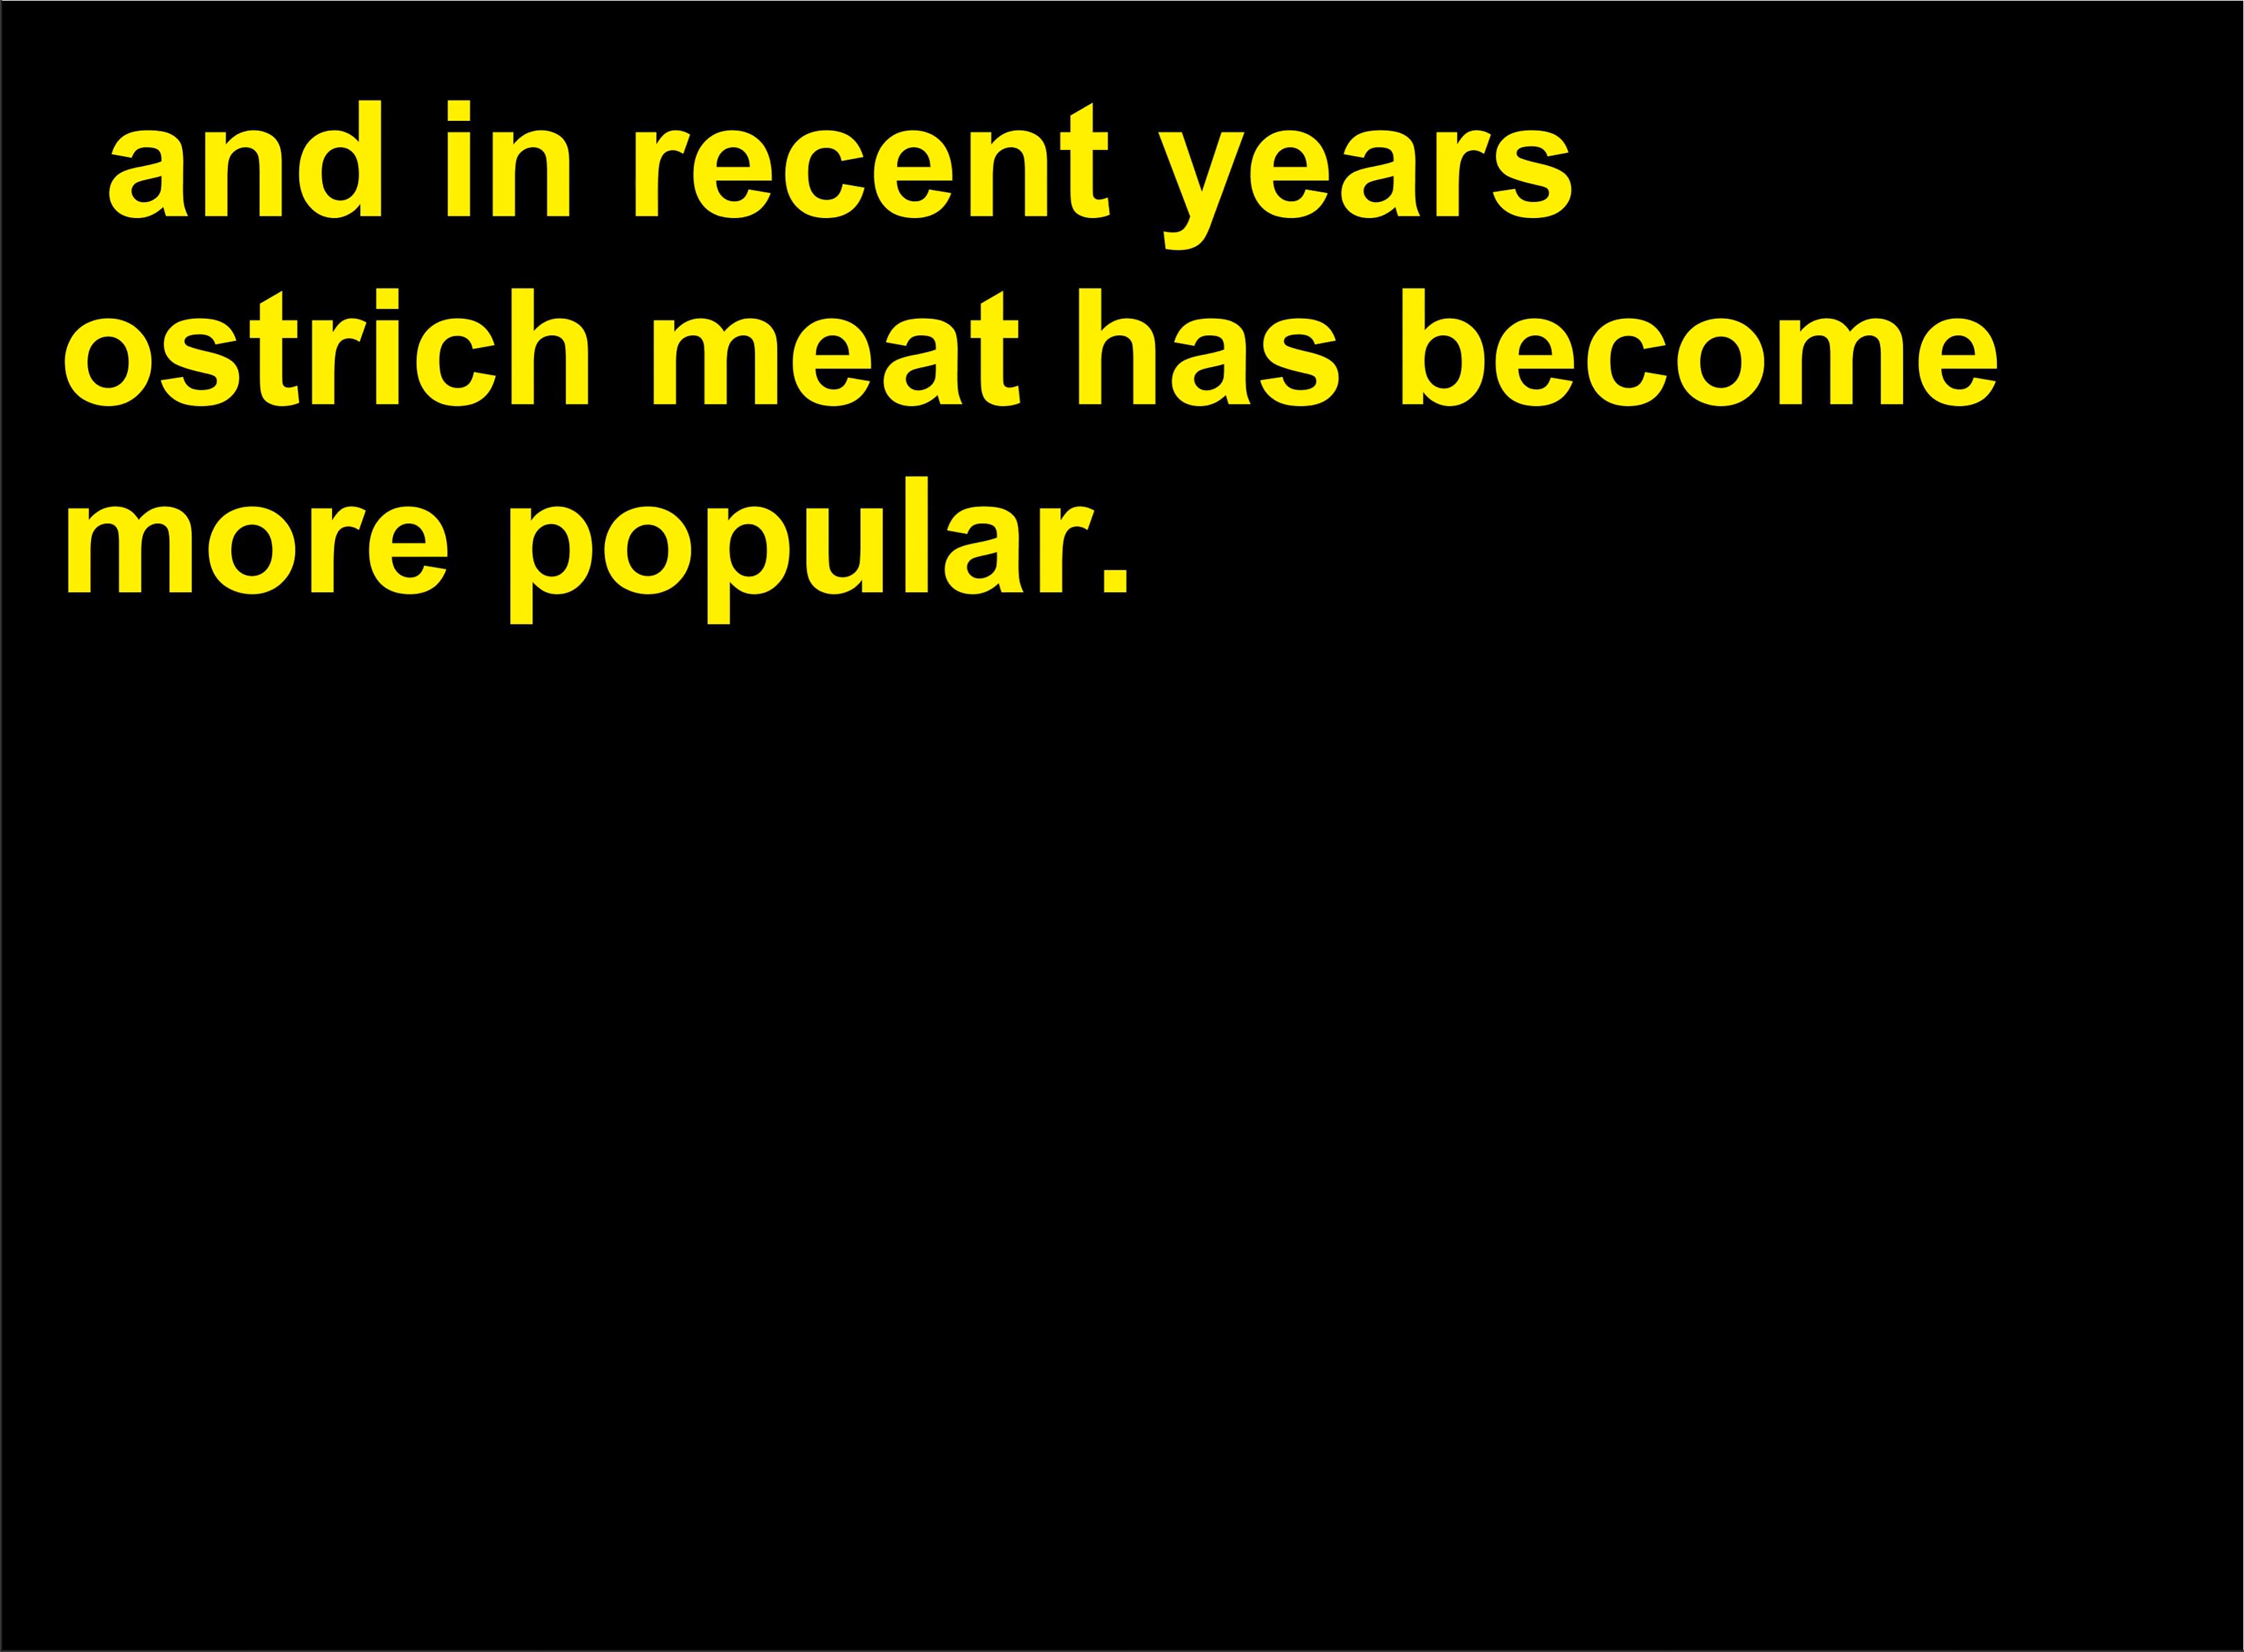 and in recent years
ostrich meat has become
more popular.